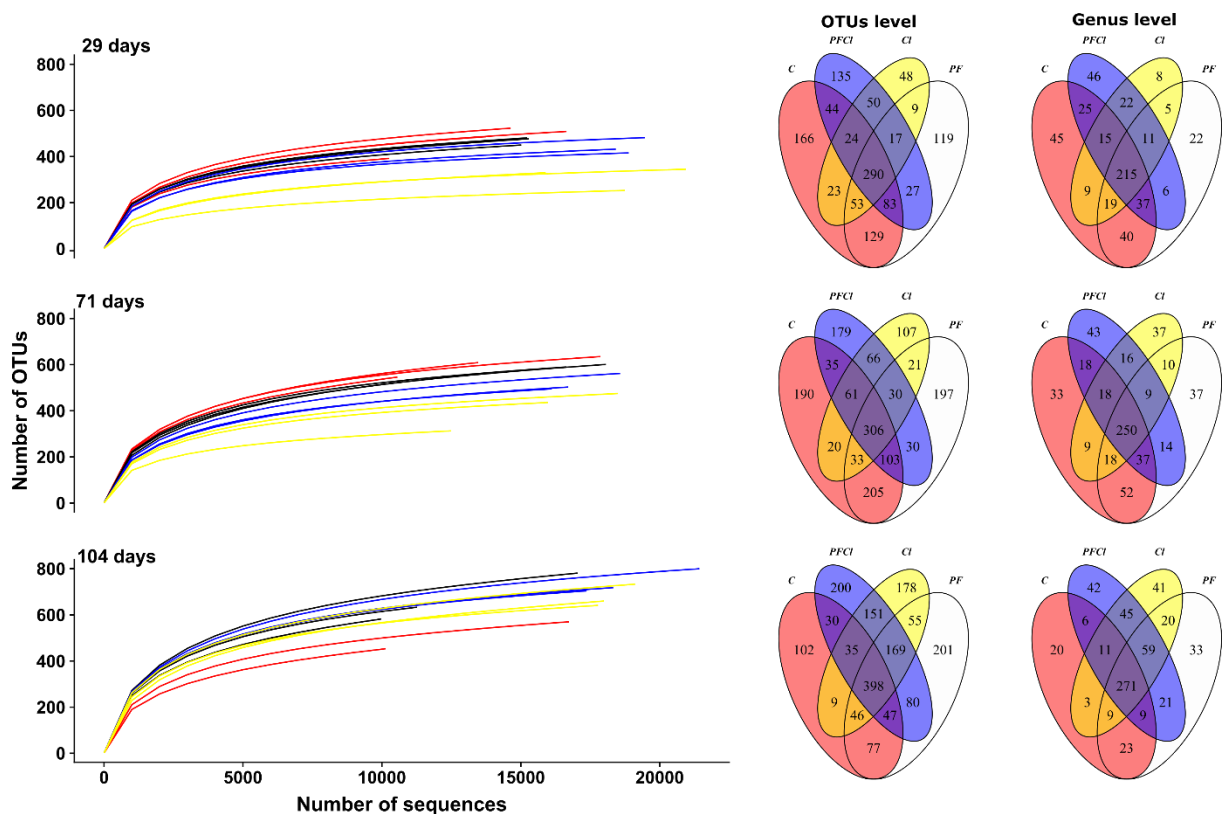 OTUs level
Genus level
29 days
800
600
400
200
0
71 days
800
600
400
200
0
104 days
800
600
400
200
0
Number of OTUs
0 5000 10000 15000 20000
Number of sequences
PFCl Cl
C PF
135 48
44 50 9
166 24 17 119
290
23 53 83 27
129
PFCl Cl
C PF
46 8
25 22 5
45 15 11 22
215
9 19 37 6
40
PFCl Cl
C PF
179 107
35 66 21
190 61 30 197
306
20 33 103 30
205
PFCl Cl
C PF
43 37
18 16 10
33 18 9 37
250
9 18 37 14
52
PFCl Cl
C PF
200 178
30 151 55
102 35 169 201
398
9 46 47 80
77
PFCl Cl
C PF
42 41
6 45 20
20 11 59 33
271
3 9 9 21
23